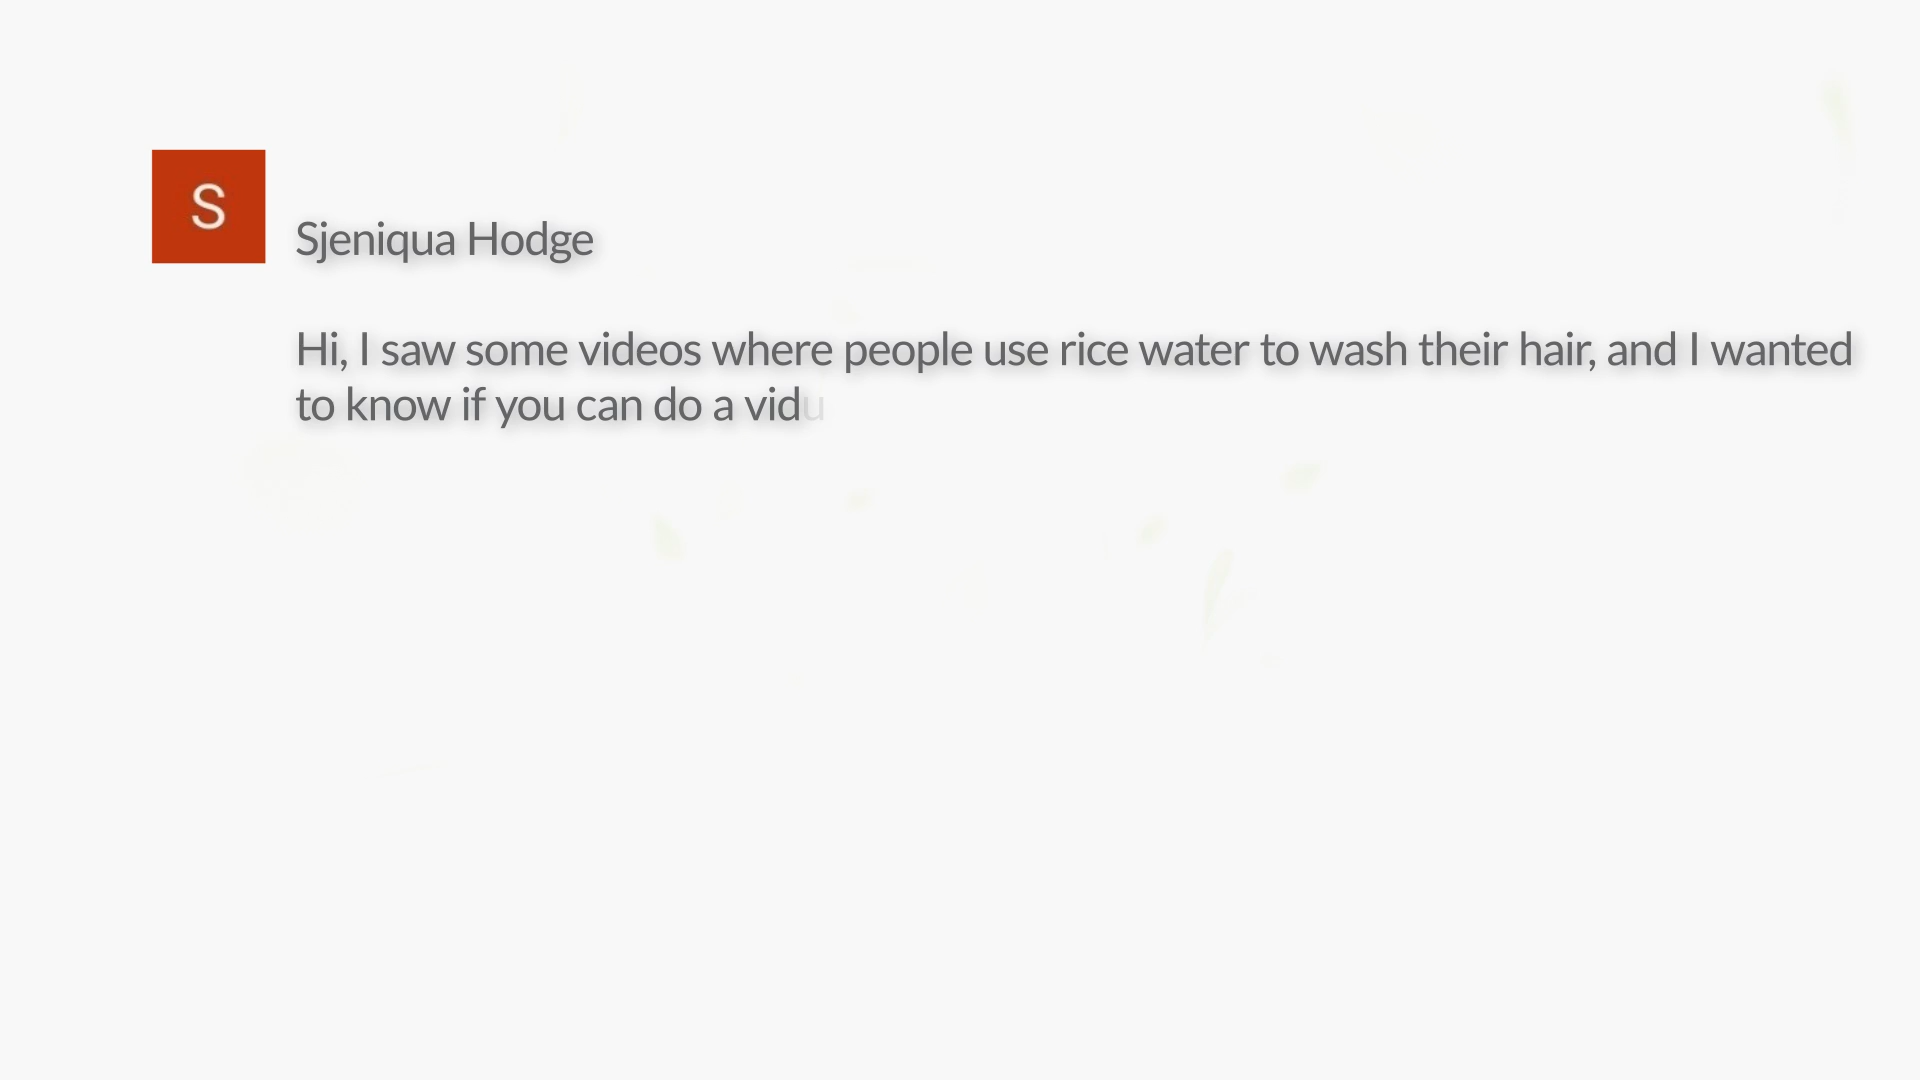 S
Sjeniqua Hodge
Hi, I saw some videos where people use rice water to wash their hair, and I wanted
to know if you can do a vidu